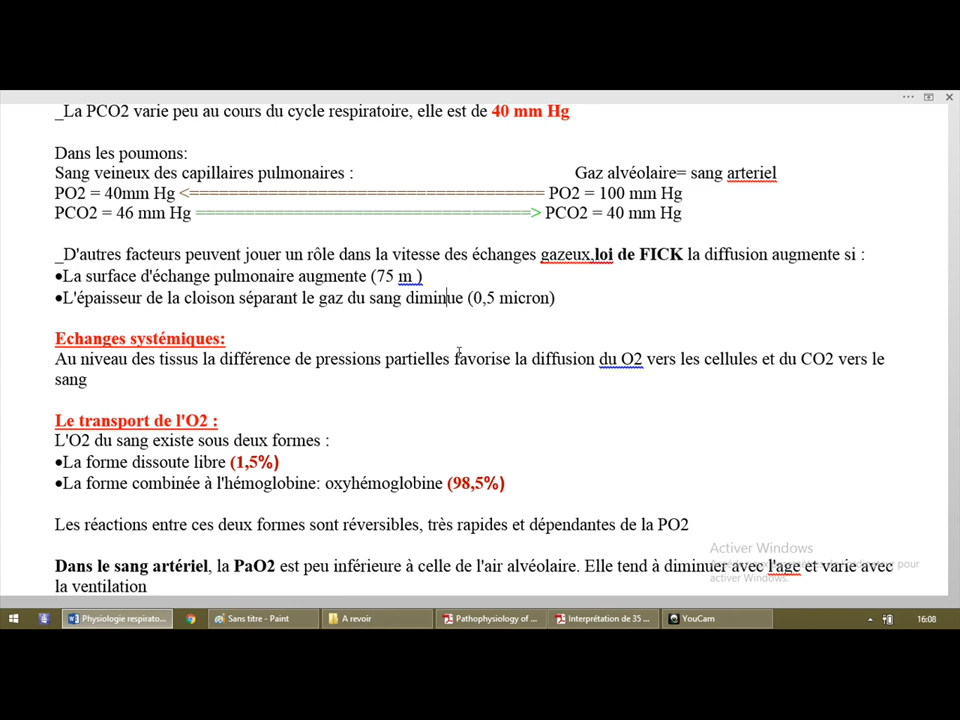 _La PCO2 varie peu au cours du cycle respiratoire, elle est de 40 mm Hg
Dans les poumons:
Sang veineux des capillaires pulmonaires : Gaz alvéolaire= sang arteriel
PO2 = 40mm Hg <==================================== PO2 = 100 mm Hg
PCO2 = 46 mm Hg ==================================> PCO2 = 40 mm Hg
_D'autres facteurs peuvent jouer un rôle dans la vitesse des échanges gazeux,loi de FICK la diffusion augmente si :
•La surface d'échange pulmonaire augmente (75 m )
•L'épaisseur de la cloison séparant le gaz du sang diminue (0,5 micron)
Echanges systémiques:
Au niveau des tissus la différence de pressions partielles favorise la diffusion du O2 vers les cellules et du CO2 vers le
sang
Le transport de l'O2 :
L'O2 du sang existe sous deux formes :
•La forme dissoute libre (1,5%)
•La forme combinée à l'hémoglobine: oxyhémoglobine (98,5%)
Les réactions entre ces deux formes sont réversibles, très rapides et dépendantes de la PO2
Activer Windows
Dans le sang artériel, la PaO2 est peu inférieure à celle de l'air alvéolaire. Elle tend à diminuer avec l'age et varie avec
pour
activer Windows.
la ventilation
Physiologie respirato... Sans titre - Paint A revoir Pathophysiology of ... Interprétation de 35 ... YouCam 16:08